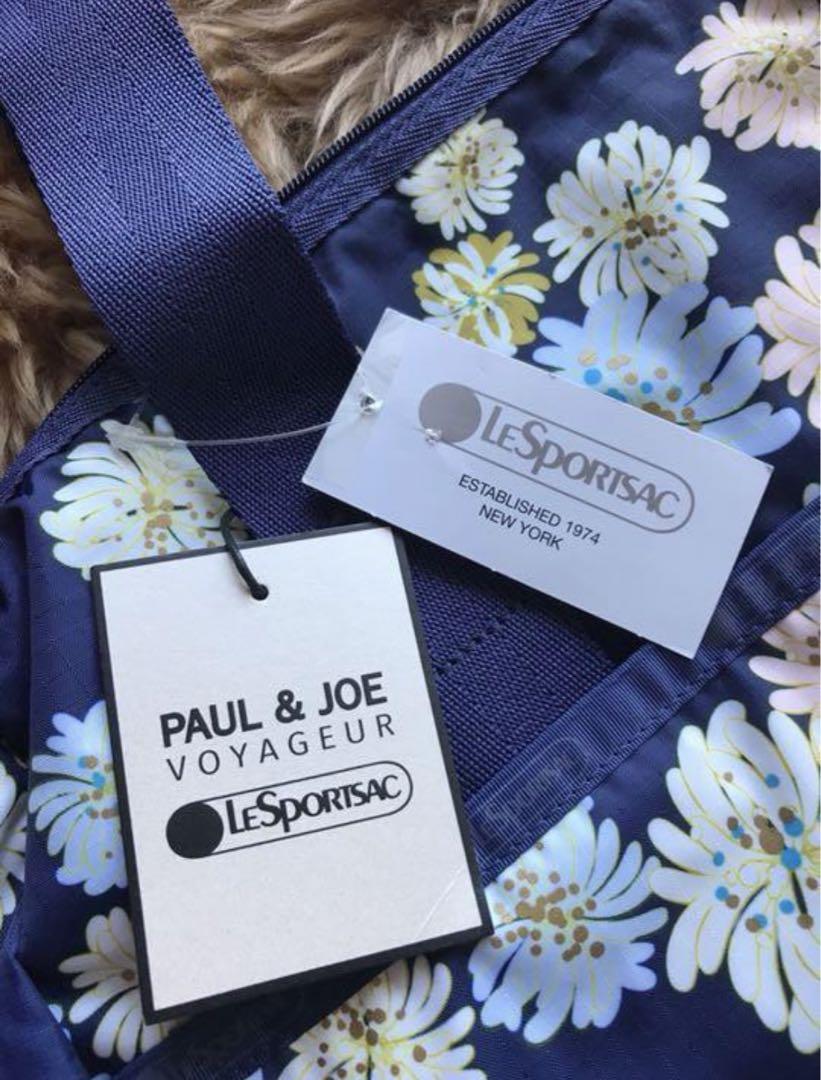 LESPORTSAC
ESTABLISHED 1974
NEW YORK
PAUL & JOE
VOYAGEUR
LESPORTSAC